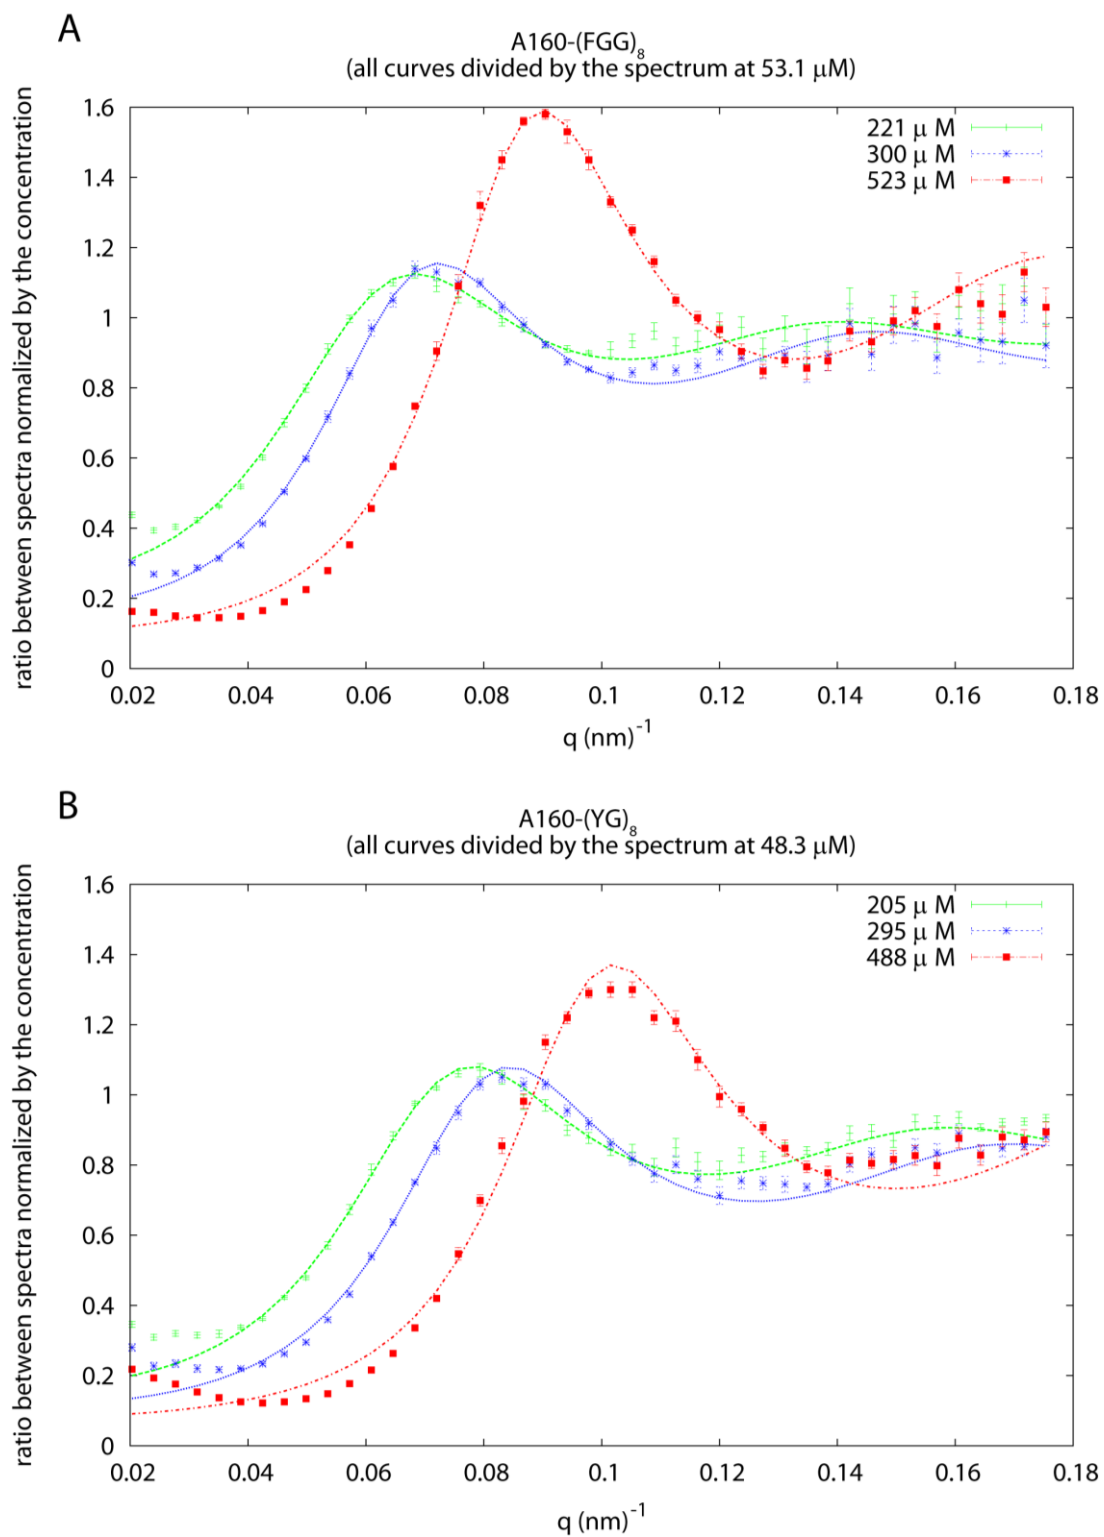 A
A160-(FGG)8
(all curves divided by the spectrum at 53.1 μM)
ratio between spectra normalized by the concentration
1.6
1.4
1.2
1
0.8
0.6
0.4
0.2
0
221 μ M
300 μ M
523 μ M
0.02 0.04 0.06 0.08 0.1 0.12 0.14 0.16 0.18
q (nm)-1
B
A160-(YG)8
(all curves divided by the spectrum at 48.3 μM)
ratio between spectra normalized by the concentration
1.6
1.4
1.2
1
0.8
0.6
0.4
0.2
0
205 μ M
295 μ M
488 μ M
0.02 0.04 0.06 0.08 0.1 0.12 0.14 0.16 0.18
q (nm)-1